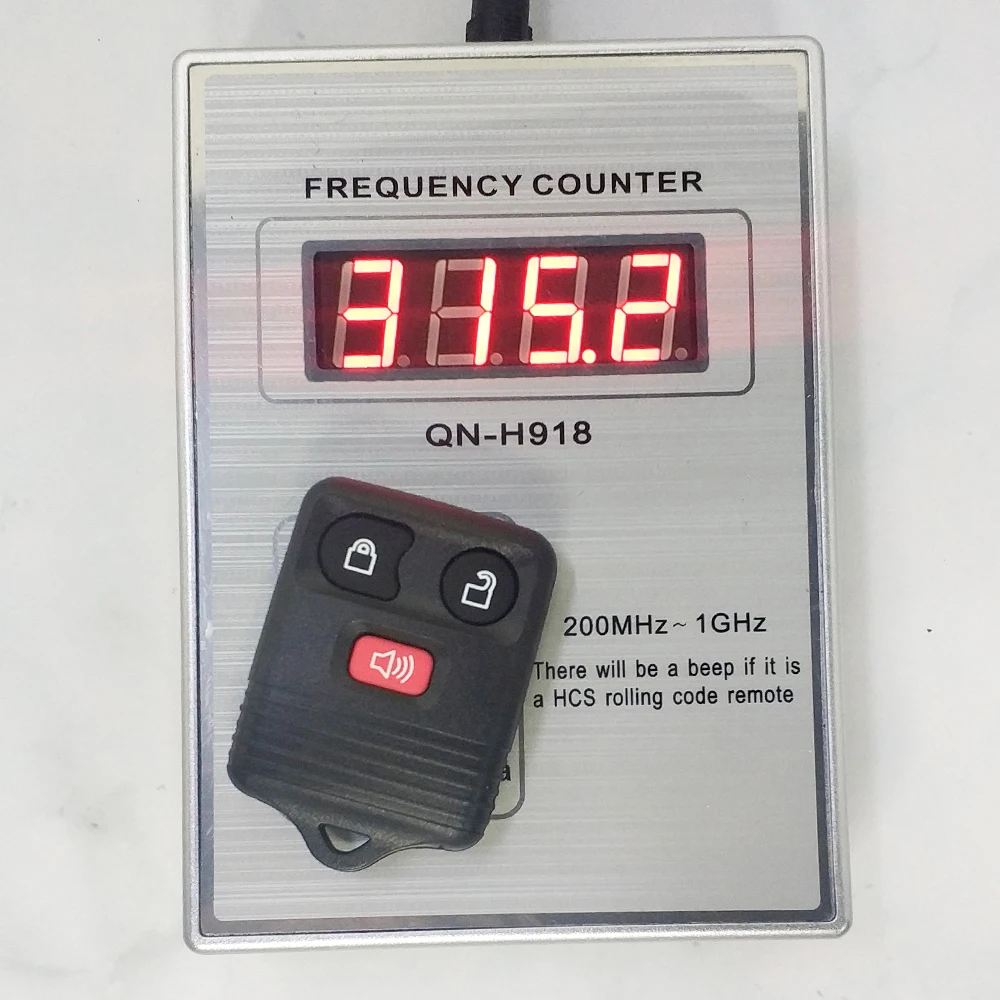 FREQUENCY COUNTER
315.2
QN-H918
200MHz~1GHz
There will be a beep if it is
a HCS rolling code remote